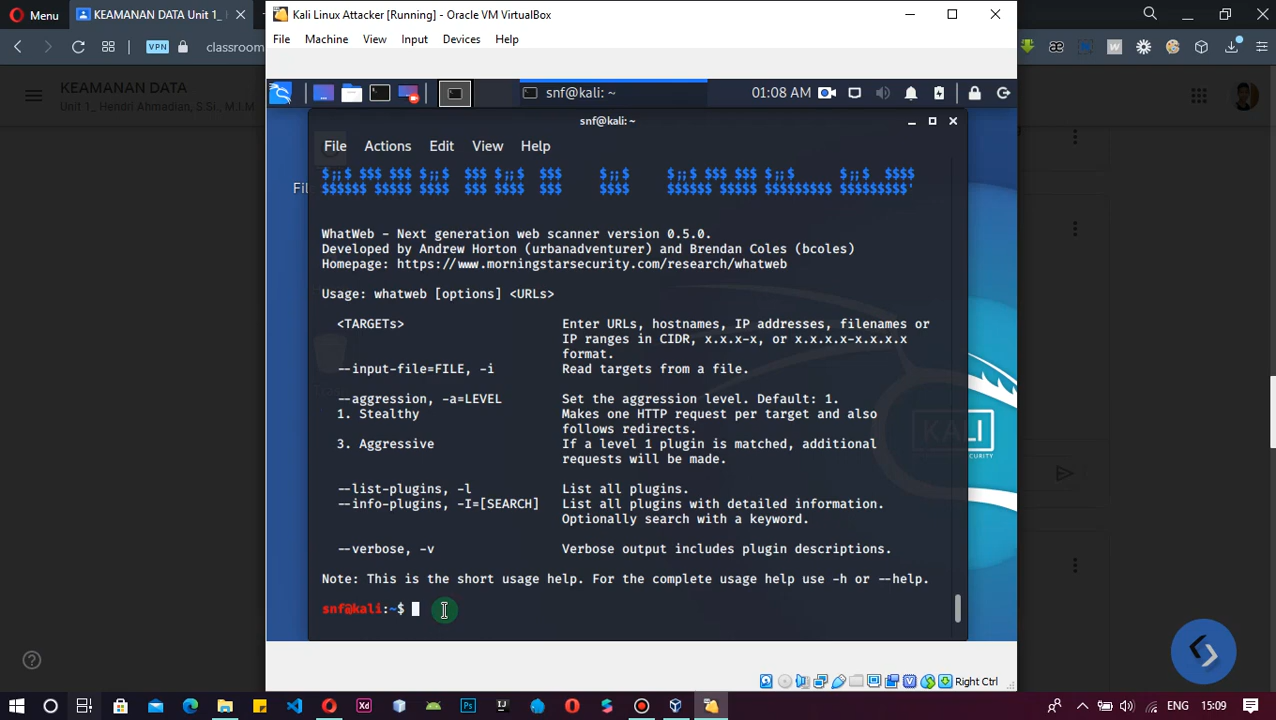 Menu
KEAMANAN DATA Unit 1_
Kali Linux Attacker [Running] - Oracle VM VirtualBox
VPN
classroom
File Machine View Input Devices Help
KEAMANAN DATA
Unit 1_ Hendri Ahmadian, S.Si., M.I.M
snf@kali: ~
01:08 AM
snf@kali: ~
File Actions Edit View Help
Fil
$;;$ $$$ $$$ $;;$ $$$ $;;$ $$$ $;;$ $;;$ $$$ $$$ $;;$ $;;$ $$$$
$$$$$$ $$$$$ $$$$ $$$ $$$$ $$$ $$$$ $$$$$$ $$$$$ $$$$$$$$$ $$$$$$$$$'
WhatWeb - Next generation web scanner version 0.5.0.
Developed by Andrew Horton (urbanadventurer) and Brendan Coles (bcoles)
Homepage: https://www.morningstarsecurity.com/research/whatweb
Usage: whatweb [options] <URLs>
<TARGETs> Enter URLs, hostnames, IP addresses, filenames or
IP ranges in CIDR, x.x.x-x, or x.x.x.x-x.x.x.x
format.
--input-file=FILE, -i Read targets from a file.
--aggression, -a=LEVEL Set the aggression level. Default: 1.
1. Stealthy Makes one HTTP request per target and also
follows redirects.
3. Aggressive If a level 1 plugin is matched, additional
requests will be made.
--list-plugins, -l List all plugins.
--info-plugins, -I=[SEARCH] List all plugins with detailed information.
Optionally search with a keyword.
--verbose, -v Verbose output includes plugin descriptions.
Note: This is the short usage help. For the complete usage help use -h or --help.
snf@kali:~$
KALI
Right Ctrl
ENG 15:09